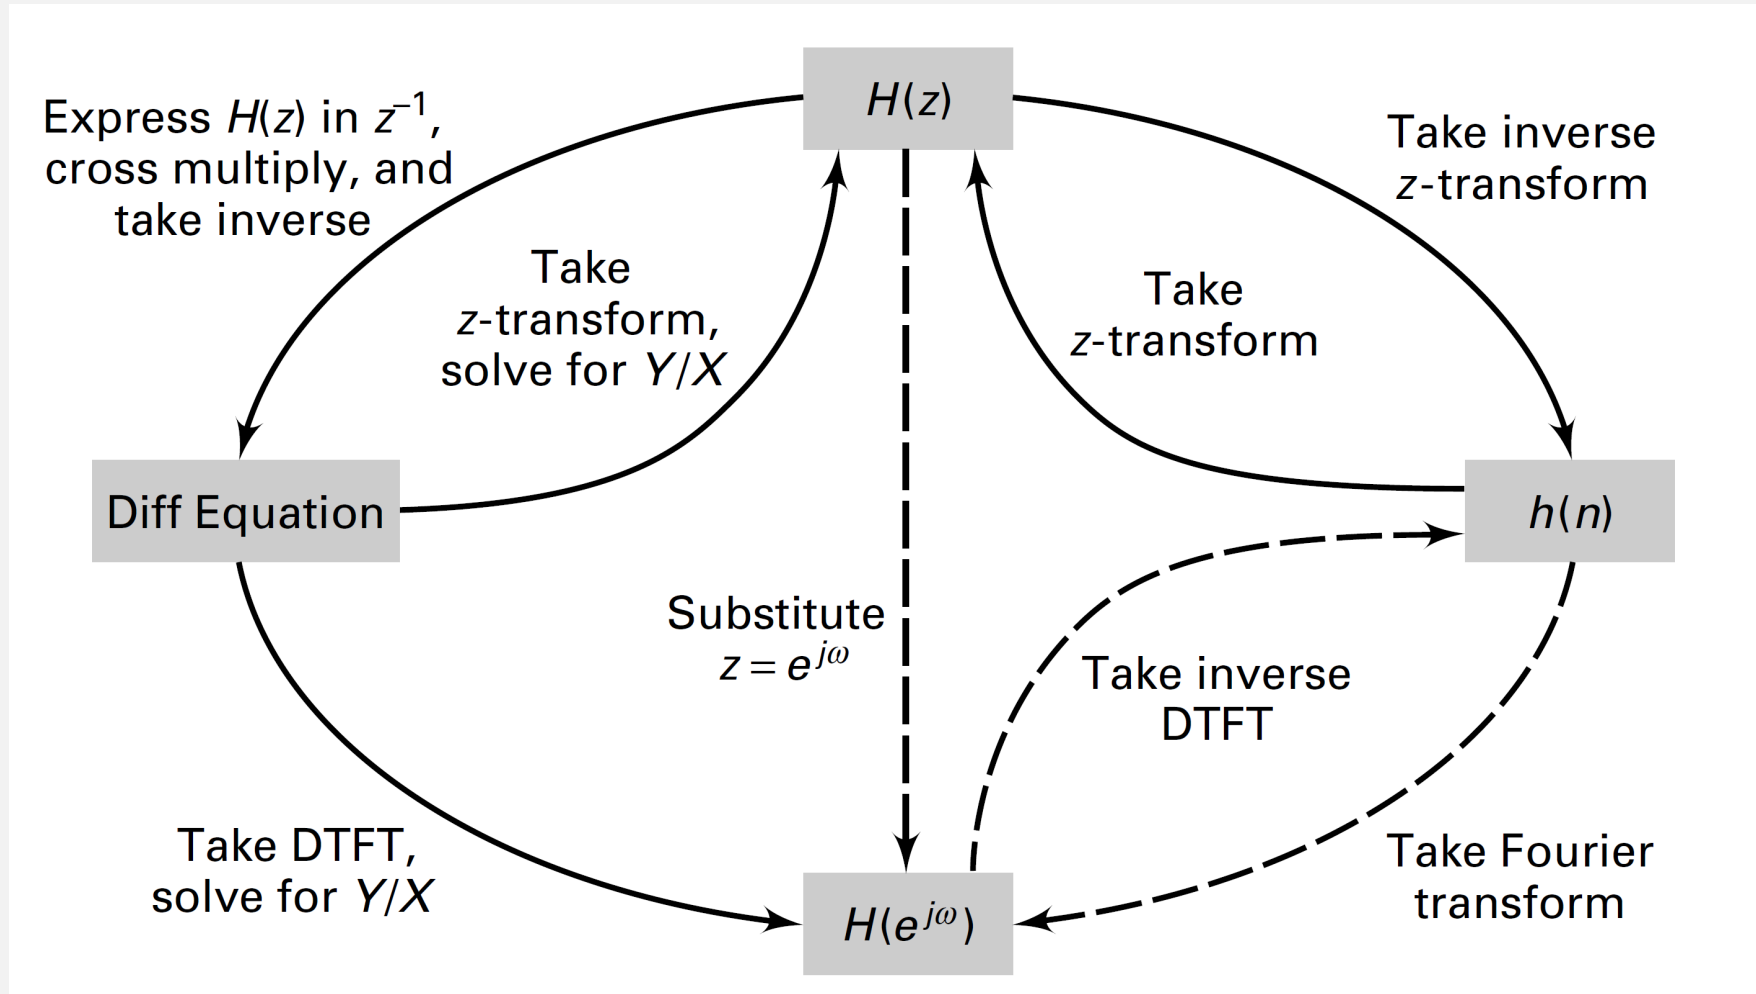 H(z)
Express H(z) in z⁻¹,
cross multiply, and
take inverse
Take inverse
z-transform
Take
z-transform,
solve for Y/X
Take
z-transform
Diff Equation
h(n)
Substitute
z = e^{jω}
Take inverse
DTFT
Take DTFT,
solve for Y/X
Take Fourier
transform
H(e^{jω})